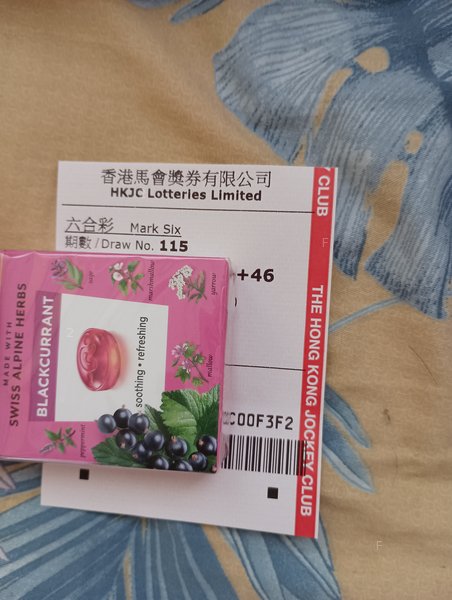 香港馬會獎券有限公司
HKJC Lotteries Limited
六合彩 Mark Six
期數 / Draw No. 115
+46
C00F3F2
THE HONG KONG JOCKEY CLUB
CLUB
MADE WITH
SWISS ALPINE HERBS
BLACKCURRANT
soothing • refreshing
sage
marshmallow
yarrow
mallow
peppermint